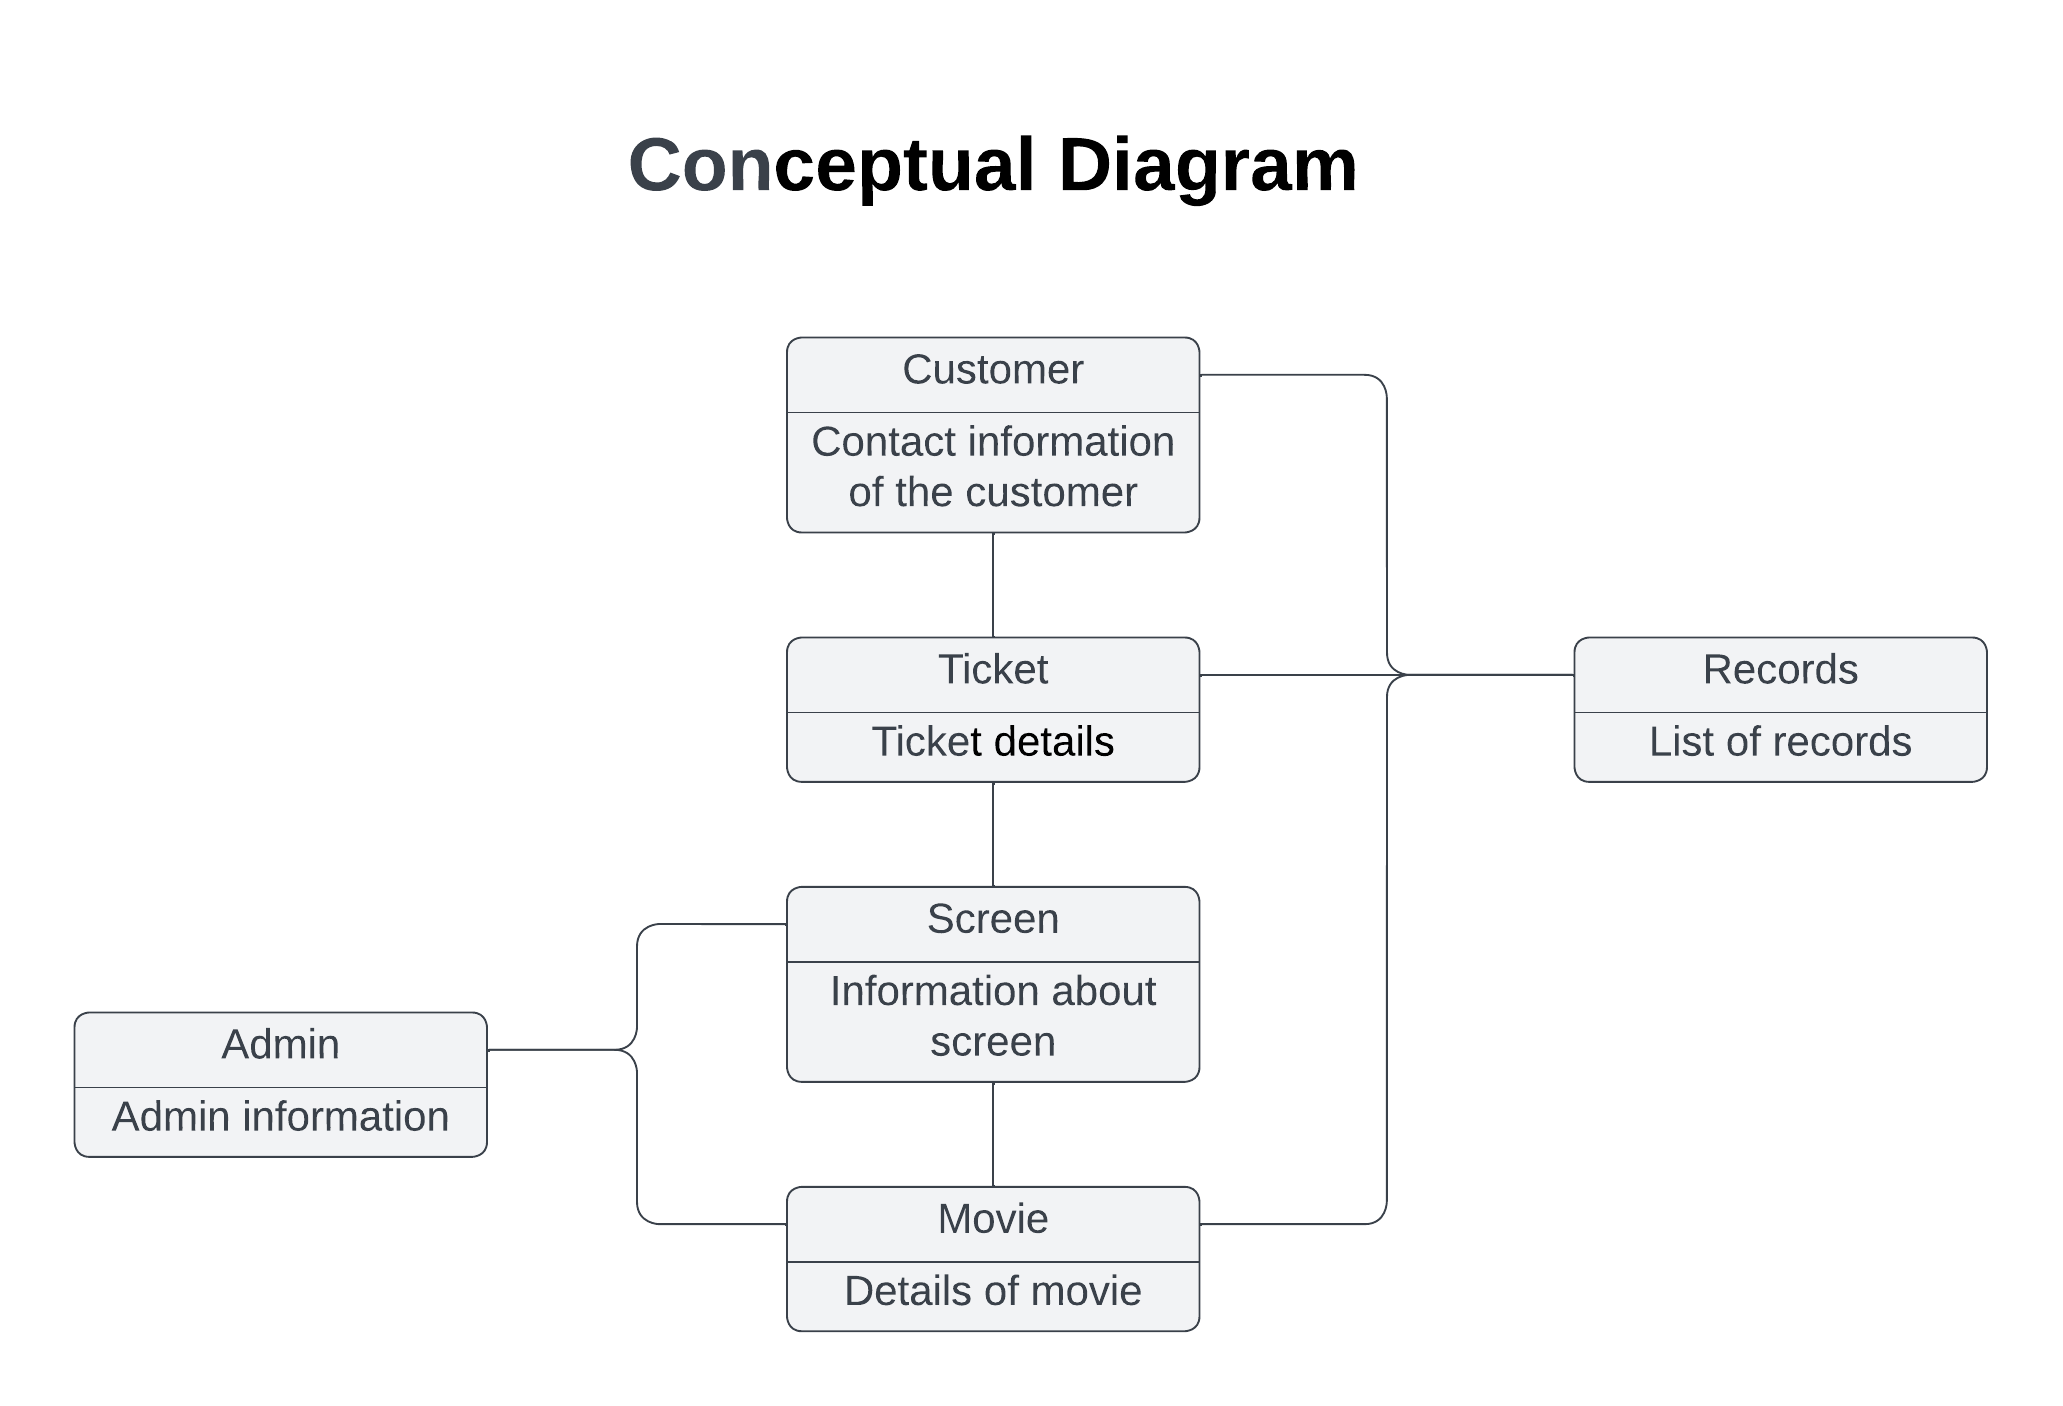 Conceptual Diagram
Customer
Contact information
of the customer
Ticket
Ticket details
Records
List of records
Screen
Information about
screen
Admin
Admin information
Movie
Details of movie